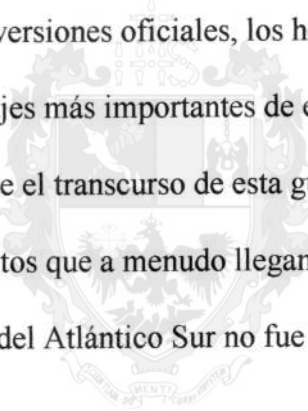 versiones oficiales, los h
jes más importantes de e
e el transcurso de esta g
tos que a menudo llegan
del Atlántico Sur no fue